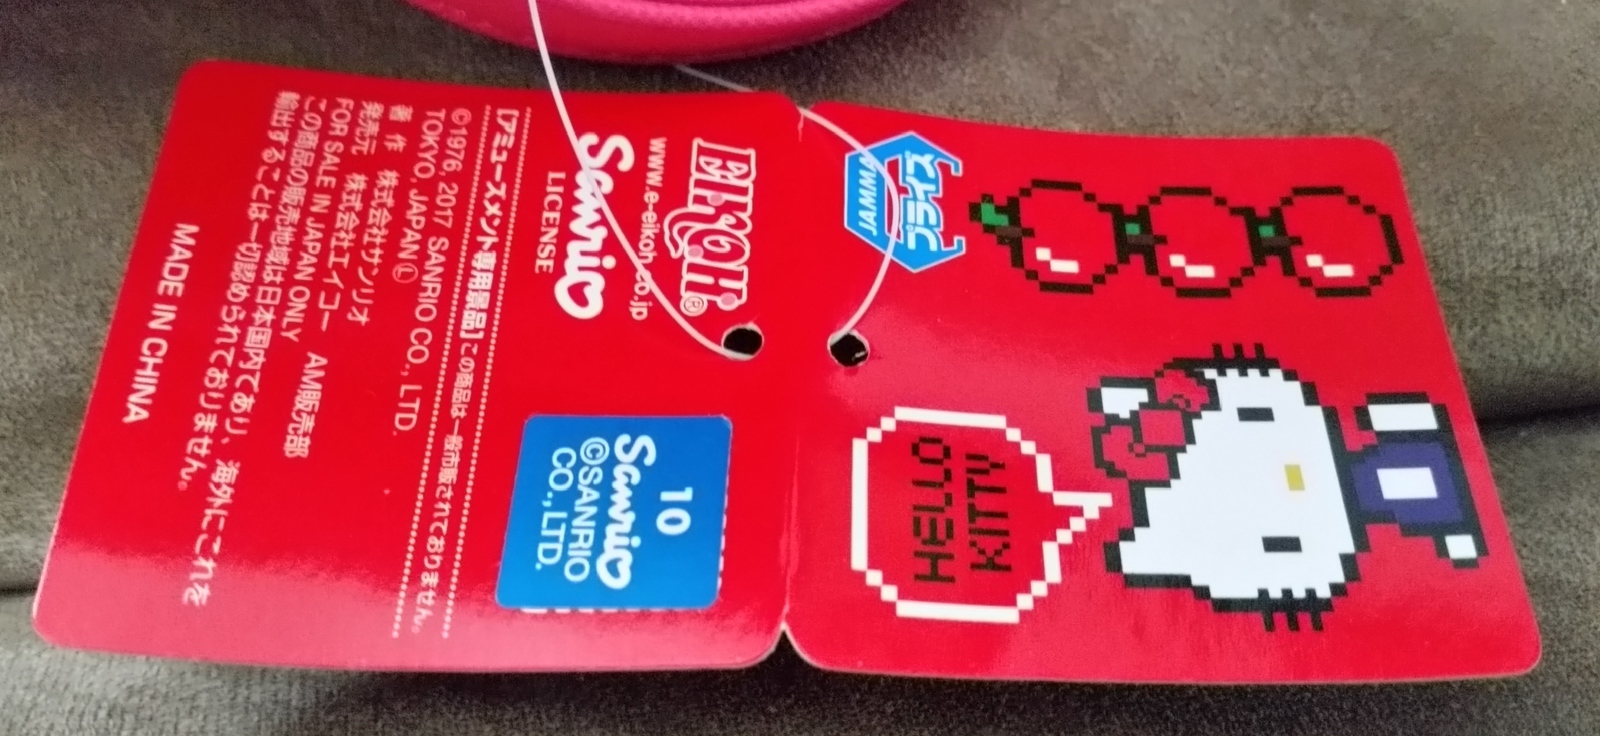 EIKOH®
www.e-eikoh.co.jp
Sanrio
LICENSE
[アミューズメント専用景品]この商品は一般市販されておりません。
©1976, 2017 SANRIO CO., LTD.
TOKYO, JAPAN Ⓛ
著 作 株式会社サンリオ
発売元 株式会社エイコー AM販売部
FOR SALE IN JAPAN ONLY
この商品の販売地域は日本国内であり、海外にこれを
輸出することは一切認められておりません。
MADE IN CHINA
10
Sanrio
©SANRIO
CO., LTD.
プライズ
JAMMA
HELLO
KITTY